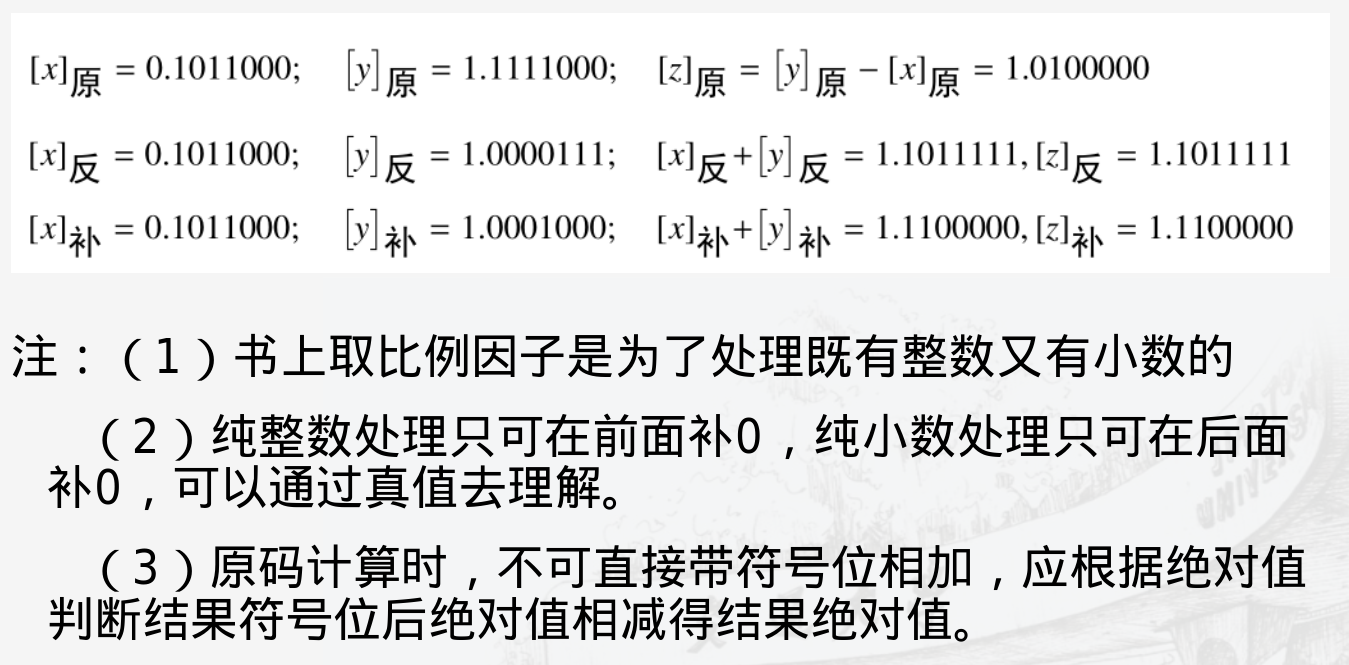 [x]原 = 0.1011000; [y]原 = 1.1111000; [z]原 = [y]原 − [x]原 = 1.0100000
[x]反 = 0.1011000; [y]反 = 1.0000111; [x]反+[y]反 = 1.1011111, [z]反 = 1.1011111
[x]补 = 0.1011000; [y]补 = 1.0001000; [x]补+[y]补 = 1.1100000, [z]补 = 1.1100000
注：（1）书上取比例因子是为了处理既有整数又有小数的
（2）纯整数处理只可在前面补0，纯小数处理只可在后面
补0，可以通过真值去理解。
（3）原码计算时，不可直接带符号位相加，应根据绝对值
判断结果符号位后绝对值相减得结果绝对值。